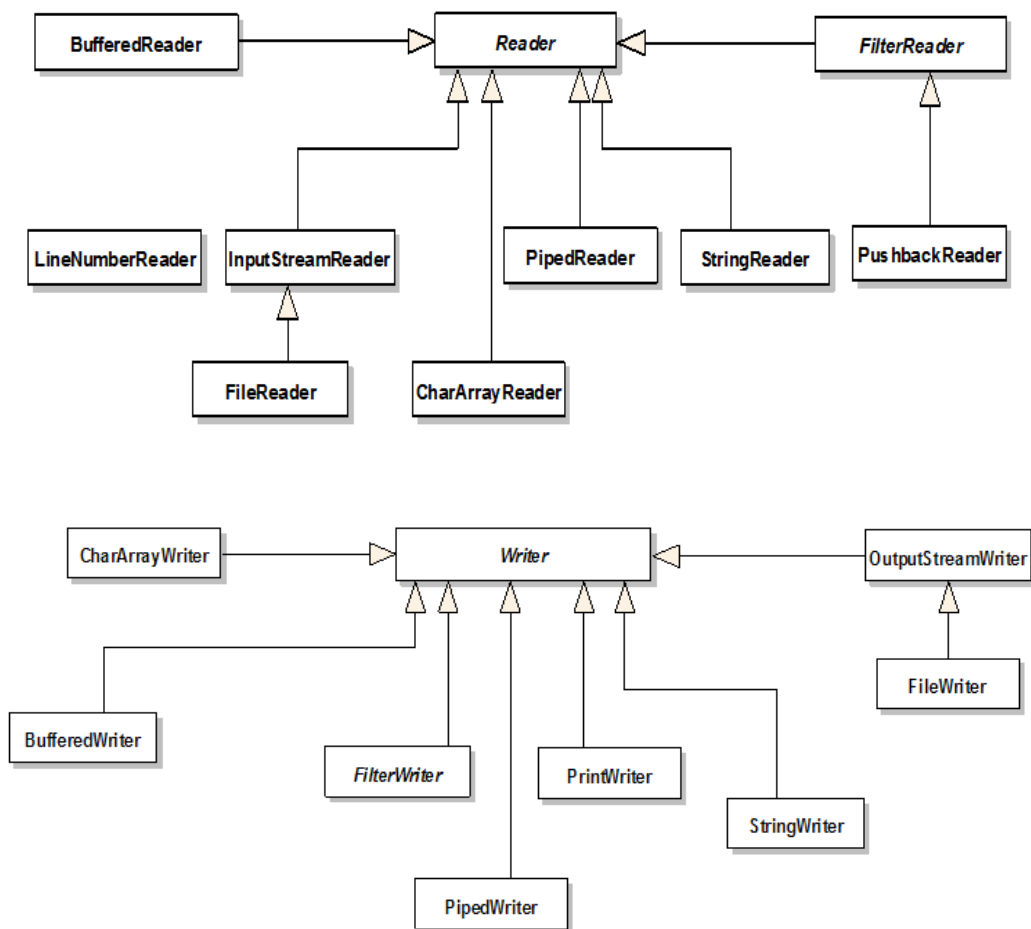 BufferedReader
Reader
FilterReader
LineNumberReader
InputStreamReader
PipedReader
StringReader
PushbackReader
FileReader
CharArrayReader
CharArrayWriter
Writer
OutputStreamWriter
FileWriter
BufferedWriter
FilterWriter
PrintWriter
StringWriter
PipedWriter